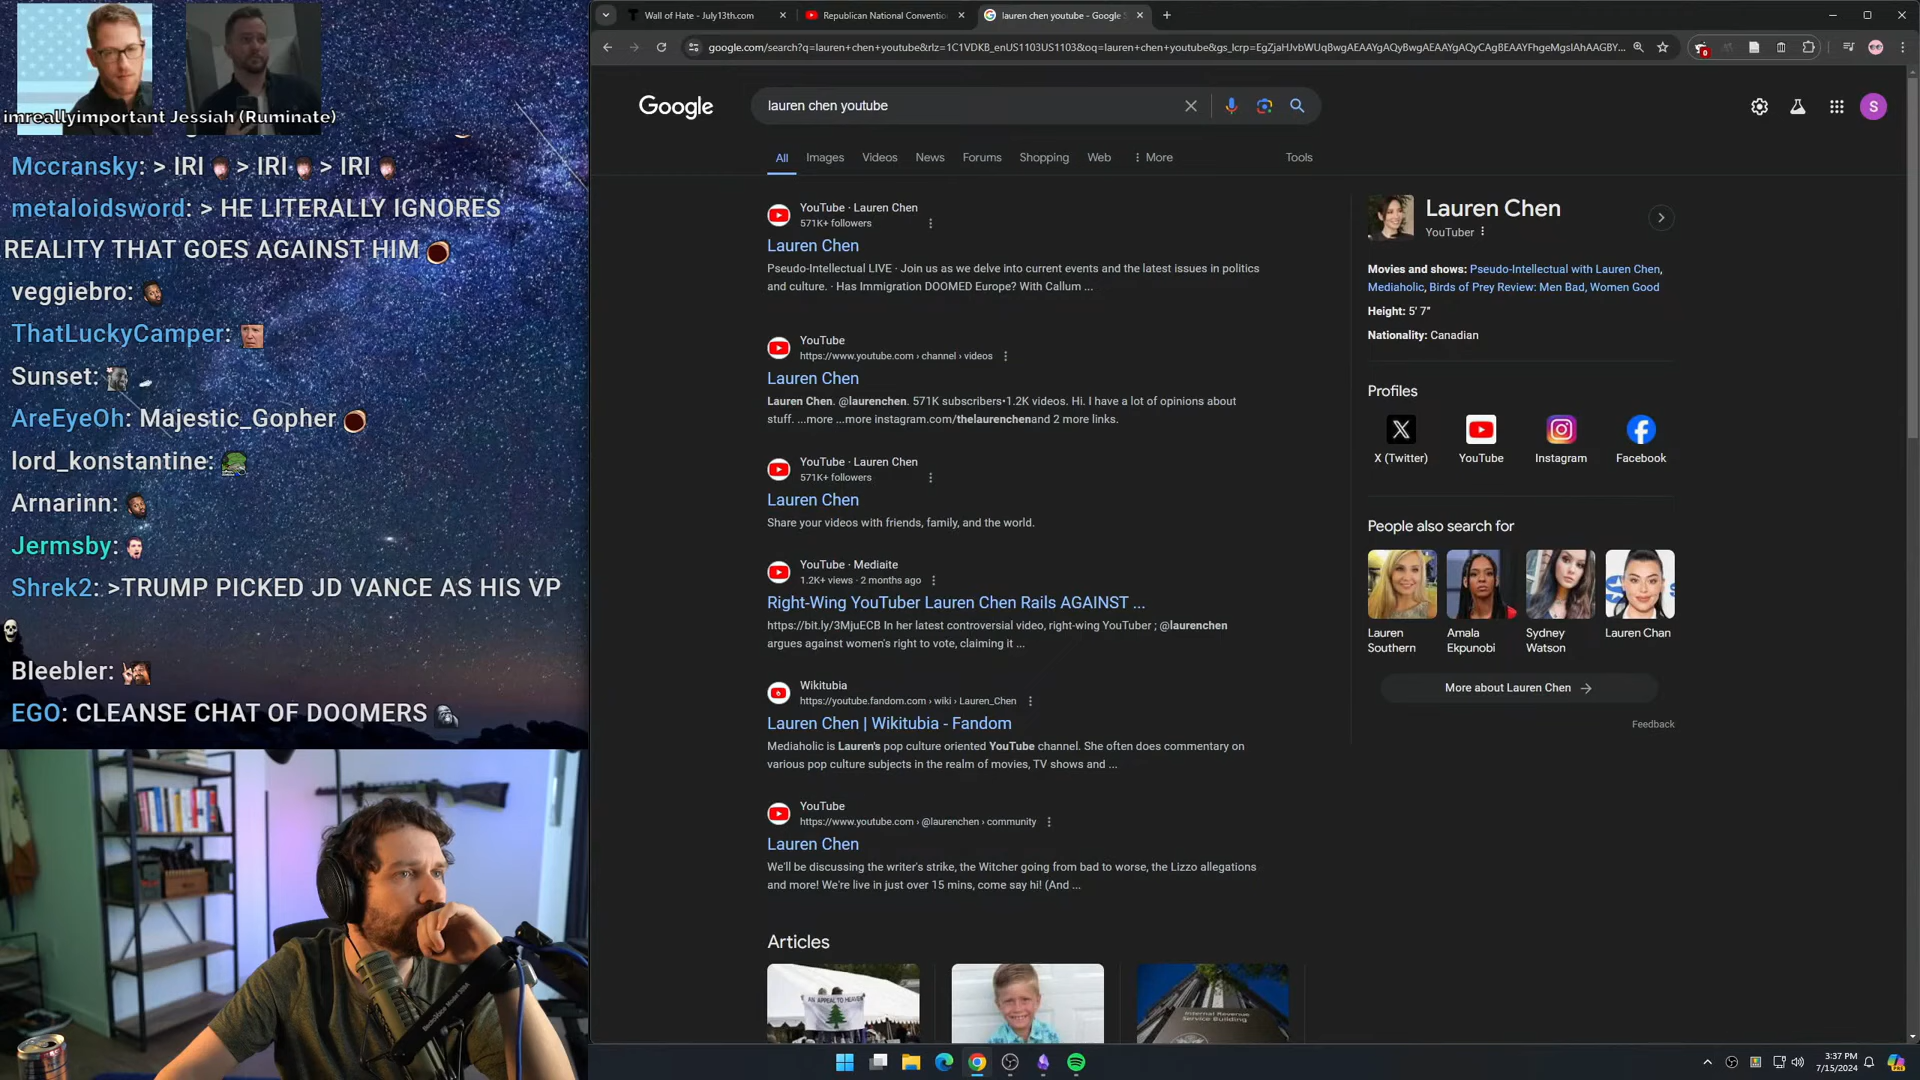 imreallyimportant Jessiah (Ruminate)
Mccransky: > IRI > IRI > IRI
metaloidsword: > HE LITERALLY IGNORES
REALITY THAT GOES AGAINST HIM
veggiebro:
ThatLuckyCamper:
Sunset:
AreEyeOh: Majestic_Gopher
lord_konstantine:
Arnarinn:
Jermsby:
Shrek2: >TRUMP PICKED JD VANCE AS HIS VP
Bleebler:
EGO: CLEANSE CHAT OF DOOMERS
Wall of Hate - July13th.com
Republican National Conventio
lauren chen youtube - Google S
google.com/search?q=lauren+chen+youtube&rlz=1C1VDKB_enUS1103US1103&oq=lauren+chen+youtube&gs_lcrp=EgZjaHJvbWUqBwgAEAAYgAQyBwgAEAAYgAQyCAgBEAAYFhgeMgsIAhAAGBY...
Google
lauren chen youtube
S
All
Images
Videos
News
Forums
Shopping
Web
More
Tools
YouTube · Lauren Chen
571K+ followers
Lauren Chen
Pseudo-Intellectual LIVE · Join us as we delve into current events and the latest issues in politics
and culture. · Has Immigration DOOMED Europe? With Callum ...
YouTube
https://www.youtube.com › channel › videos
Lauren Chen
Lauren Chen. @laurenchen. 571K subscribers•1.2K videos. Hi. I have a lot of opinions about
stuff. ...more ...more instagram.com/thelaurenchenand 2 more links.
YouTube · Lauren Chen
571K+ followers
Lauren Chen
Share your videos with friends, family, and the world.
YouTube · Mediaite
1.2K+ views · 2 months ago
Right-Wing YouTuber Lauren Chen Rails AGAINST ...
https://bit.ly/3MjuECB In her latest controversial video, right-wing YouTuber ; @laurenchen
argues against women's right to vote, claiming it ...
Wikitubia
https://youtube.fandom.com › wiki › Lauren_Chen
Lauren Chen | Wikitubia - Fandom
Mediaholic is Lauren's pop culture oriented YouTube channel. She often does commentary on
various pop culture subjects in the realm of movies, TV shows and ...
YouTube
https://www.youtube.com › @laurenchen › community
Lauren Chen
We'll be discussing the writer's strike, the Witcher going from bad to worse, the Lizzo allegations
and more! We're live in just over 15 mins, come say hi! (And ...
Articles
AN APPEAL TO HEAVEN
Internal Revenue
Service Building
Lauren Chen
YouTuber
Movies and shows: Pseudo-Intellectual with Lauren Chen,
Mediaholic, Birds of Prey Review: Men Bad, Women Good
Height: 5' 7"
Nationality: Canadian
Profiles
X (Twitter)
YouTube
Instagram
Facebook
People also search for
Lauren
Southern
Amala
Ekpunobi
Sydney
Watson
Lauren Chan
More about Lauren Chen
Feedback
3:37 PM
7/15/2024